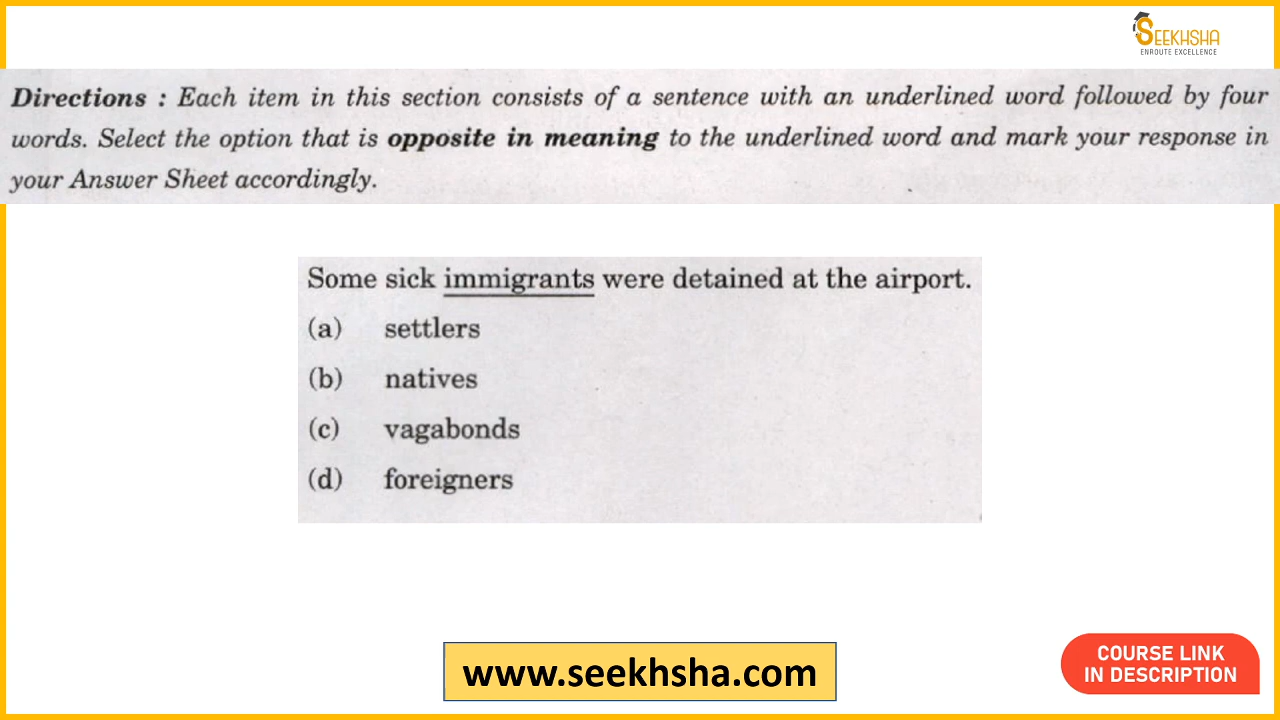 SEEKHSHA
ENROUTE EXCELLENCE
Directions : Each item in this section consists of a sentence with an underlined word followed by four
words. Select the option that is opposite in meaning to the underlined word and mark your response in
your Answer Sheet accordingly.
Some sick immigrants were detained at the airport.
(a) settlers
(b) natives
(c) vagabonds
(d) foreigners
www.seekhsha.com
COURSE LINK
IN DESCRIPTION